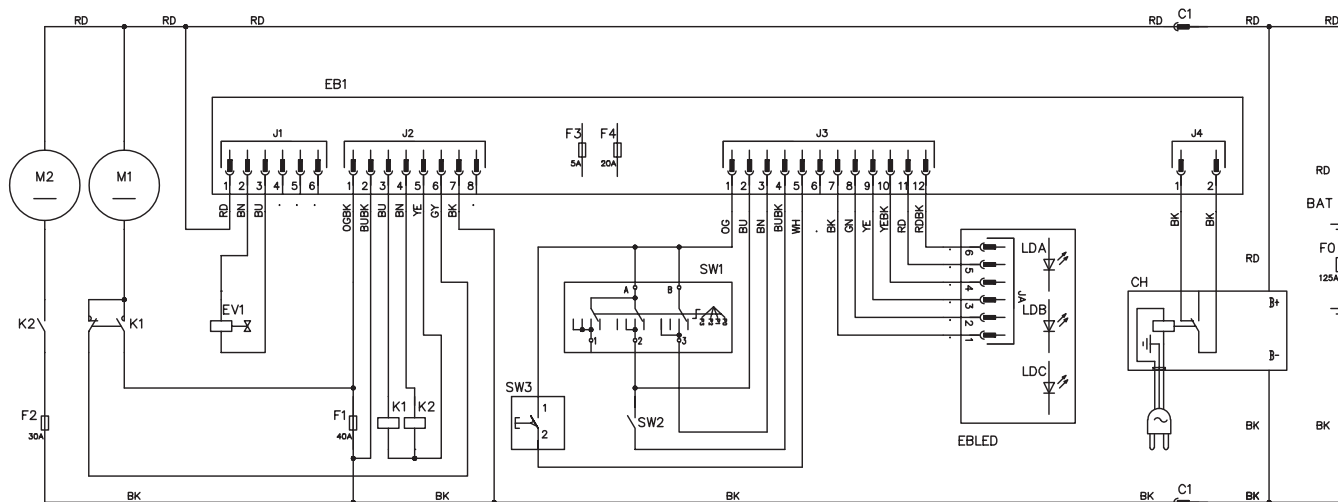 RD RD RD RD C1 RD RD
EB1
J1 J2 F3 F4 J3 J4
5A 20A
M2 M1
1 2 3 4 5 6 1 2 3 4 5 6 7 8 1 2 3 4 5 6 7 8 9 10 11 12 1 2
RD
RD BN BU . . . OGBK BUBK BU BN YE GY BK . OG BU BN BUBK WH . BK GN YE YEBK RD RDBK BK BK
BAT
SW1 6 LDA
F0
A B 5 RD 125A
4 CH
EV1 JA B+
K2 K1 3 LDB
2
1 2 3 1 B-
SW3 LDC
F2 F1 K1 K2 1 SW2
30A 40A 2 BK BK
EBLED
BK BK BK C1 BK BK